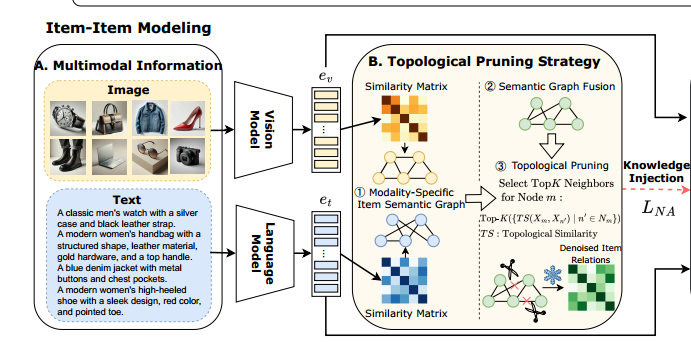 Item-Item Modeling
A. Multimodal Information
Image
Text
A classic men's watch with a silver
case and black leather strap.
A modern women's handbag with a
structured shape, leather material,
gold hardware, and a top handle.
A blue denim jacket with metal
buttons and chest pockets.
A modern women's high-heeled
shoe with a sleek design, red color,
and pointed toe.
Vision
Model
Language
Model
e_v
e_t
B. Topological Pruning Strategy
Similarity Matrix
① Modality-Specific
Item Semantic Graph
Similarity Matrix
② Semantic Graph Fusion
③ Topological Pruning
Select TopK Neighbors
for Node m :
Top-K({TS(X_m, X_{n'}) | n' ∈ N_m})
TS : Topological Similarity
Denoised Item
Relations
Knowledge
Injection
L_{NA}